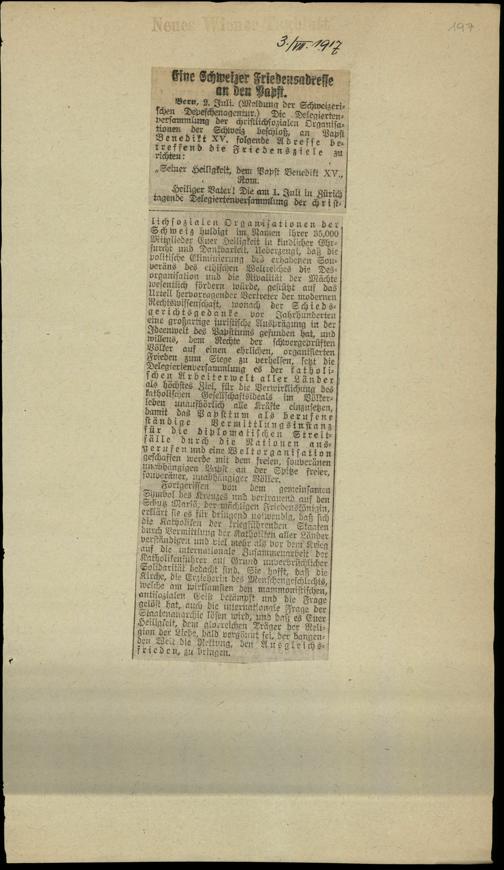 Neues Wiener Tagblatt
197
3./VII. 1917
Eine Schweizer Friedensadresse
an den Papst.
Bern, 2. Juli. (Meldung der Schweizeri-
schen Depeschenagentur.) Die Delegierten-
versammlung der christlichsozialen Organisa-
tionen der Schweiz beschloß, an Papst
Benedikt XV. folgende Adresse be-
treffend die Friedensziele zu
richten:
„Seiner Heiligkeit, dem Papst Benedikt XV.,
Rom.
Heiliger Vater! Die am 1. Juli in Zürich
tagende Delegiertenversammlung der christ-
lichsozialen Organisationen der
Schweiz huldigt im Namen ihrer 35,000
Mitglieder Euer Heiligkeit in kindlicher Ehr-
furcht und Dankbarkeit. Ueberzeugt, daß die
politische Eliminierung des erhabenen Sou-
veräns des ethischen Weltreiches die Des-
organisation und die Rivalität der Mächte
wesentlich fördern würde, gestützt auf das
Urteil hervorragender Vertreter der modernen
Rechtswissenschaft, wonach der Schieds-
gerichtsgedanke vor Jahrhunderten
eine großartige juristische Ausprägung in der
Ideenwelt des Papsttums gefunden hat, und
willens, dem Rechte der schwergeprüften
Völker auf einen ehrlichen, organisierten
Frieden zum Siege zu verhelfen, setzt die
Delegiertenversammlung es der katholi-
schen Arbeiterwelt aller Länder
als höchstes Ziel, für die Verwirklichung des
katholischen Gesellschaftsideals im Völker-
leben unaufhörlich alle Kräfte einzusetzen,
damit das Papsttum als berufene
ständige Vermittlungsinstanz
für die diplomatischen Streit-
fälle durch die Nationen aus-
gerufen und eine Weltorganisation
geschaffen werde mit dem freien, souveränen
unabhängigen Papst an der Spitze freier,
souveräner, unabhängiger Völker.
Fortgerissen von dem gemeinsamen
Symbol des Kreuzes und vertrauend auf den
Schutz Mariä, der mächtigen Friedenskönigin,
erklärt sie es für dringend notwendig, daß sich
die Katholiken der kriegführenden Staaten
durch Vermittlung der Katholiken aller Länder
verständigen und viel mehr als vor dem Krieg
auf die internationale Zusammenarbeit der
Katholikenführer auf Grund unverbrüchlicher
Solidarität bedacht sind. Sie hofft, daß die
Kirche, die Erzieherin des Menschengeschlechts,
welche am wirksamsten den mammonistischen,
antisozialen Geist bekämpft und die Frage
gelöst hat, auch die internationale Frage der
Staatenanarchie lösen wird, und daß es Euer
Heiligkeit, dem glorreichen Träger der Reli-
gion der Liebe, bald vergönnt sei, der bangen-
den Welt die Rettung, den Ausgleichs-
frieden, zu bringen.